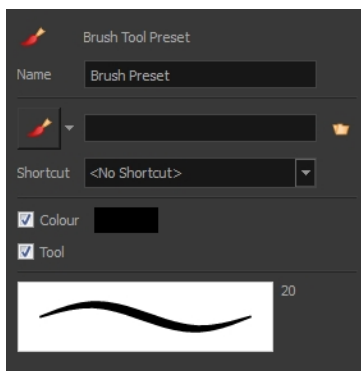 Brush Tool Preset
Name Brush Preset
Shortcut <No Shortcut>
Colour
Tool
20